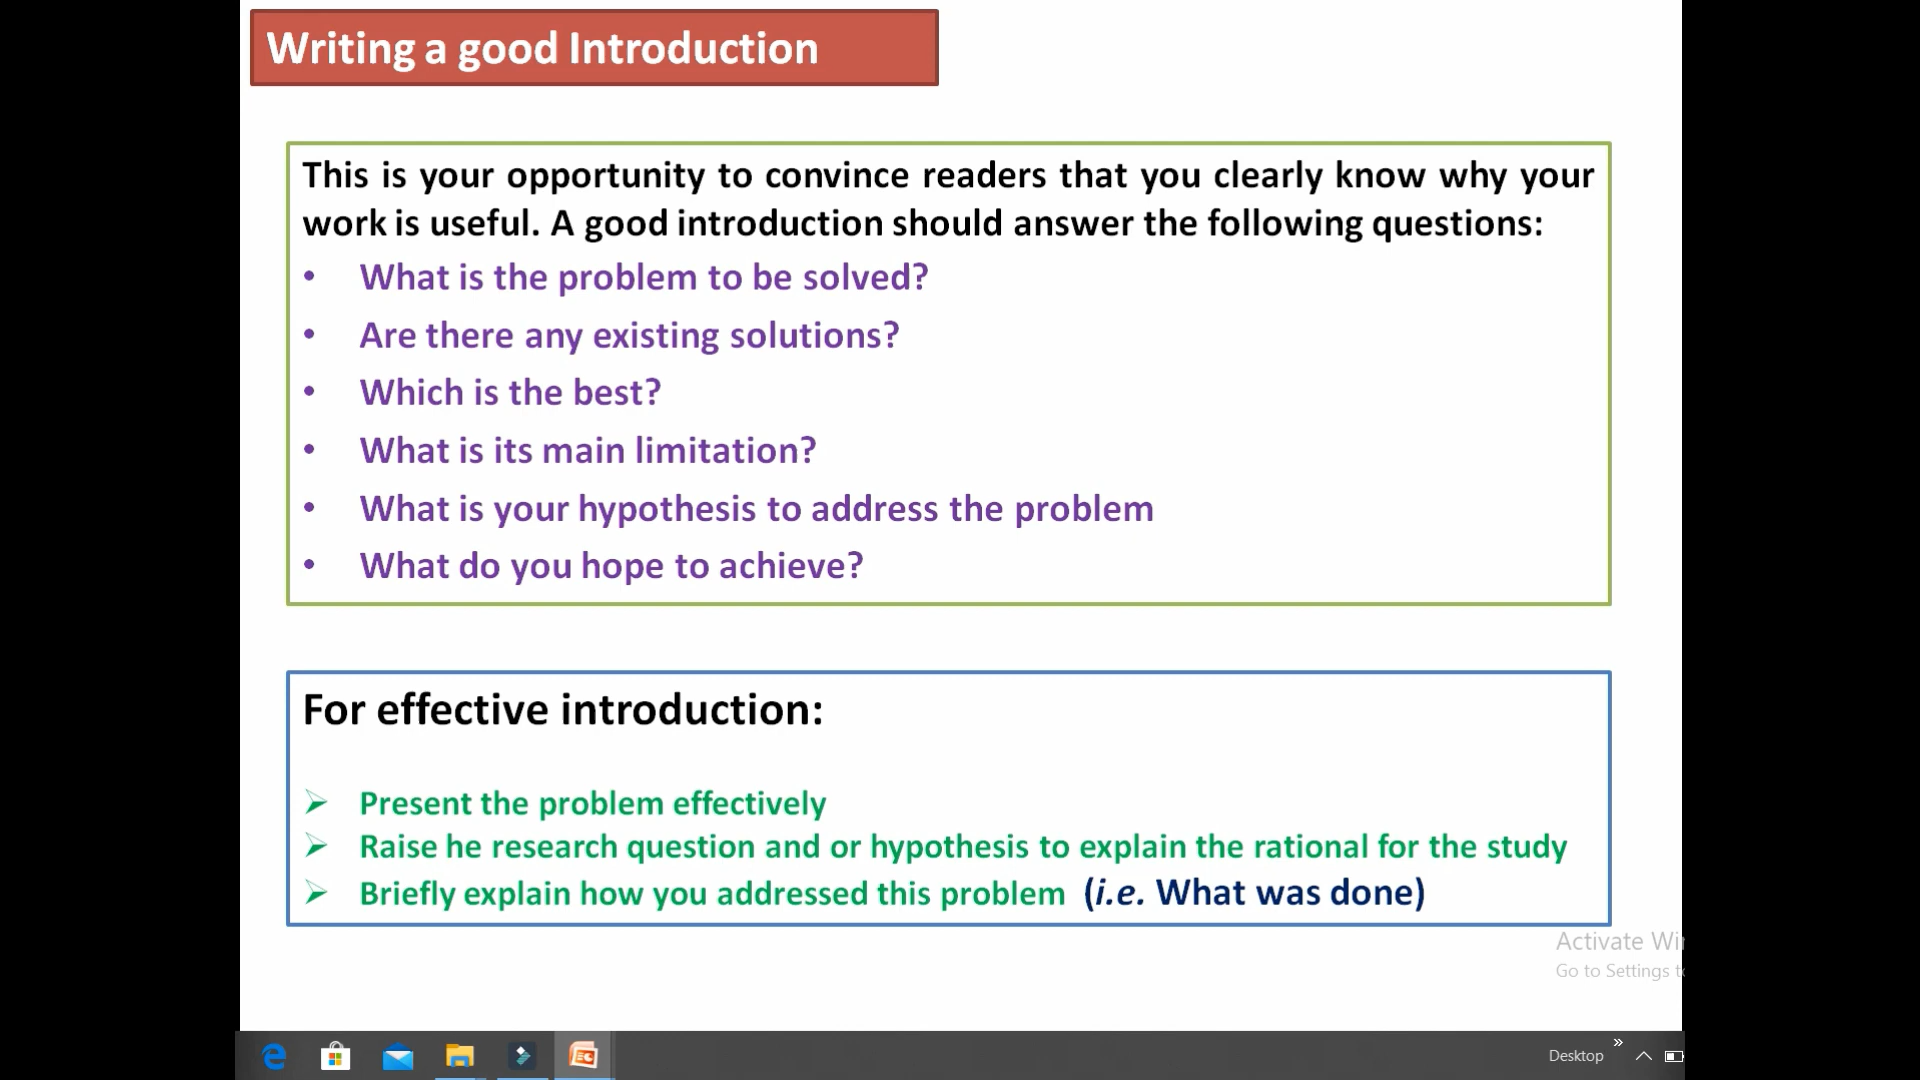 Writing a good Introduction
This is your opportunity to convince readers that you clearly know why your
work is useful. A good introduction should answer the following questions:
• What is the problem to be solved?
• Are there any existing solutions?
• Which is the best?
• What is its main limitation?
• What is your hypothesis to address the problem
• What do you hope to achieve?
For effective introduction:
➢ Present the problem effectively
➢ Raise he research question and or hypothesis to explain the rational for the study
➢ Briefly explain how you addressed this problem (i.e. What was done)
Activate Wi
Go to Settings t
Desktop